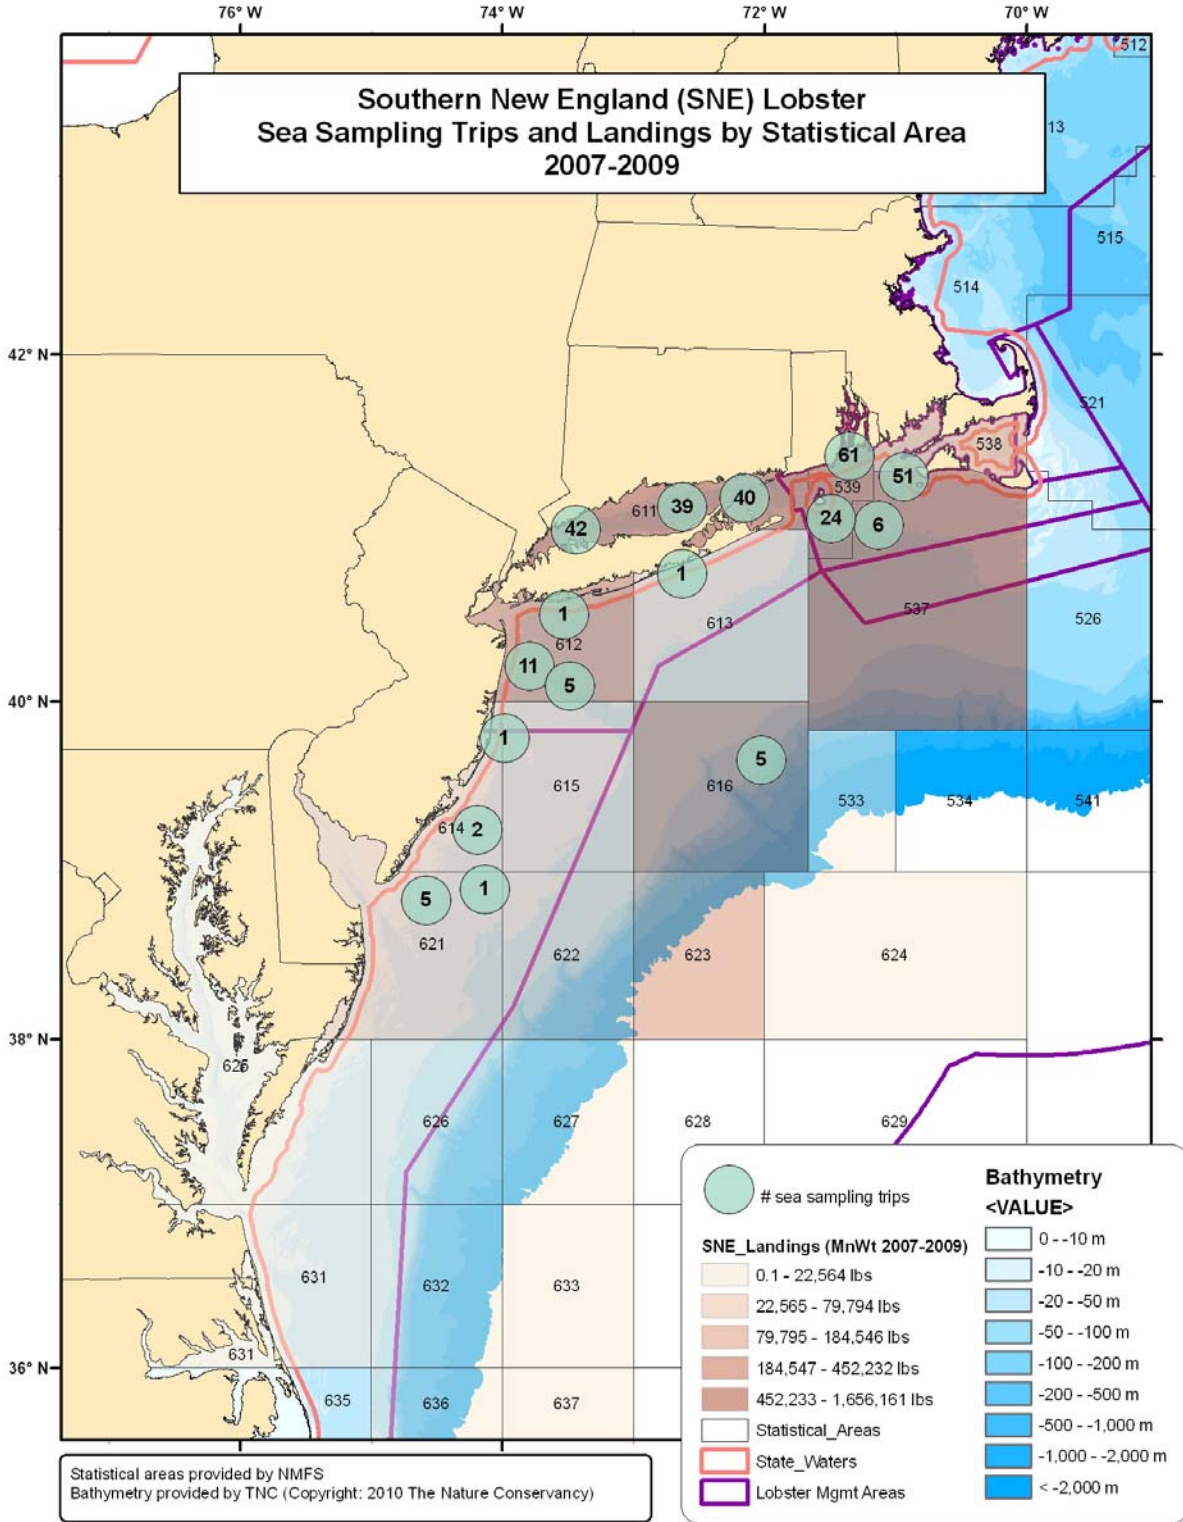 76° W
74° W
72° W
70° W
512
Southern New England (SNE) Lobster
Sea Sampling Trips and Landings by Statistical Area
2007-2009
13
515
514
42° N
521
538
61
51
539
40
39
611
42
24
6
1
1
613
537
526
612
11
5
40° N
1
5
615
616
533
534
541
2
614
1
5
621
622
623
624
38° N
625
626
627
628
629
631
632
633
631
36° N
635
636
637
# sea sampling trips
SNE_Landings (MnWt 2007-2009)
0.1 - 22,564 lbs
22,565 - 79,794 lbs
79,795 - 184,546 lbs
184,547 - 452,232 lbs
452,233 - 1,656,161 lbs
Statistical_Areas
State_Waters
Lobster Mgmt Areas
Bathymetry
<VALUE>
0 - -10 m
-10 - -20 m
-20 - -50 m
-50 - -100 m
-100 - -200 m
-200 - -500 m
-500 - -1,000 m
-1,000 - -2,000 m
< -2,000 m
Statistical areas provided by NMFS
Bathymetry provided by TNC (Copyright: 2010 The Nature Conservancy)